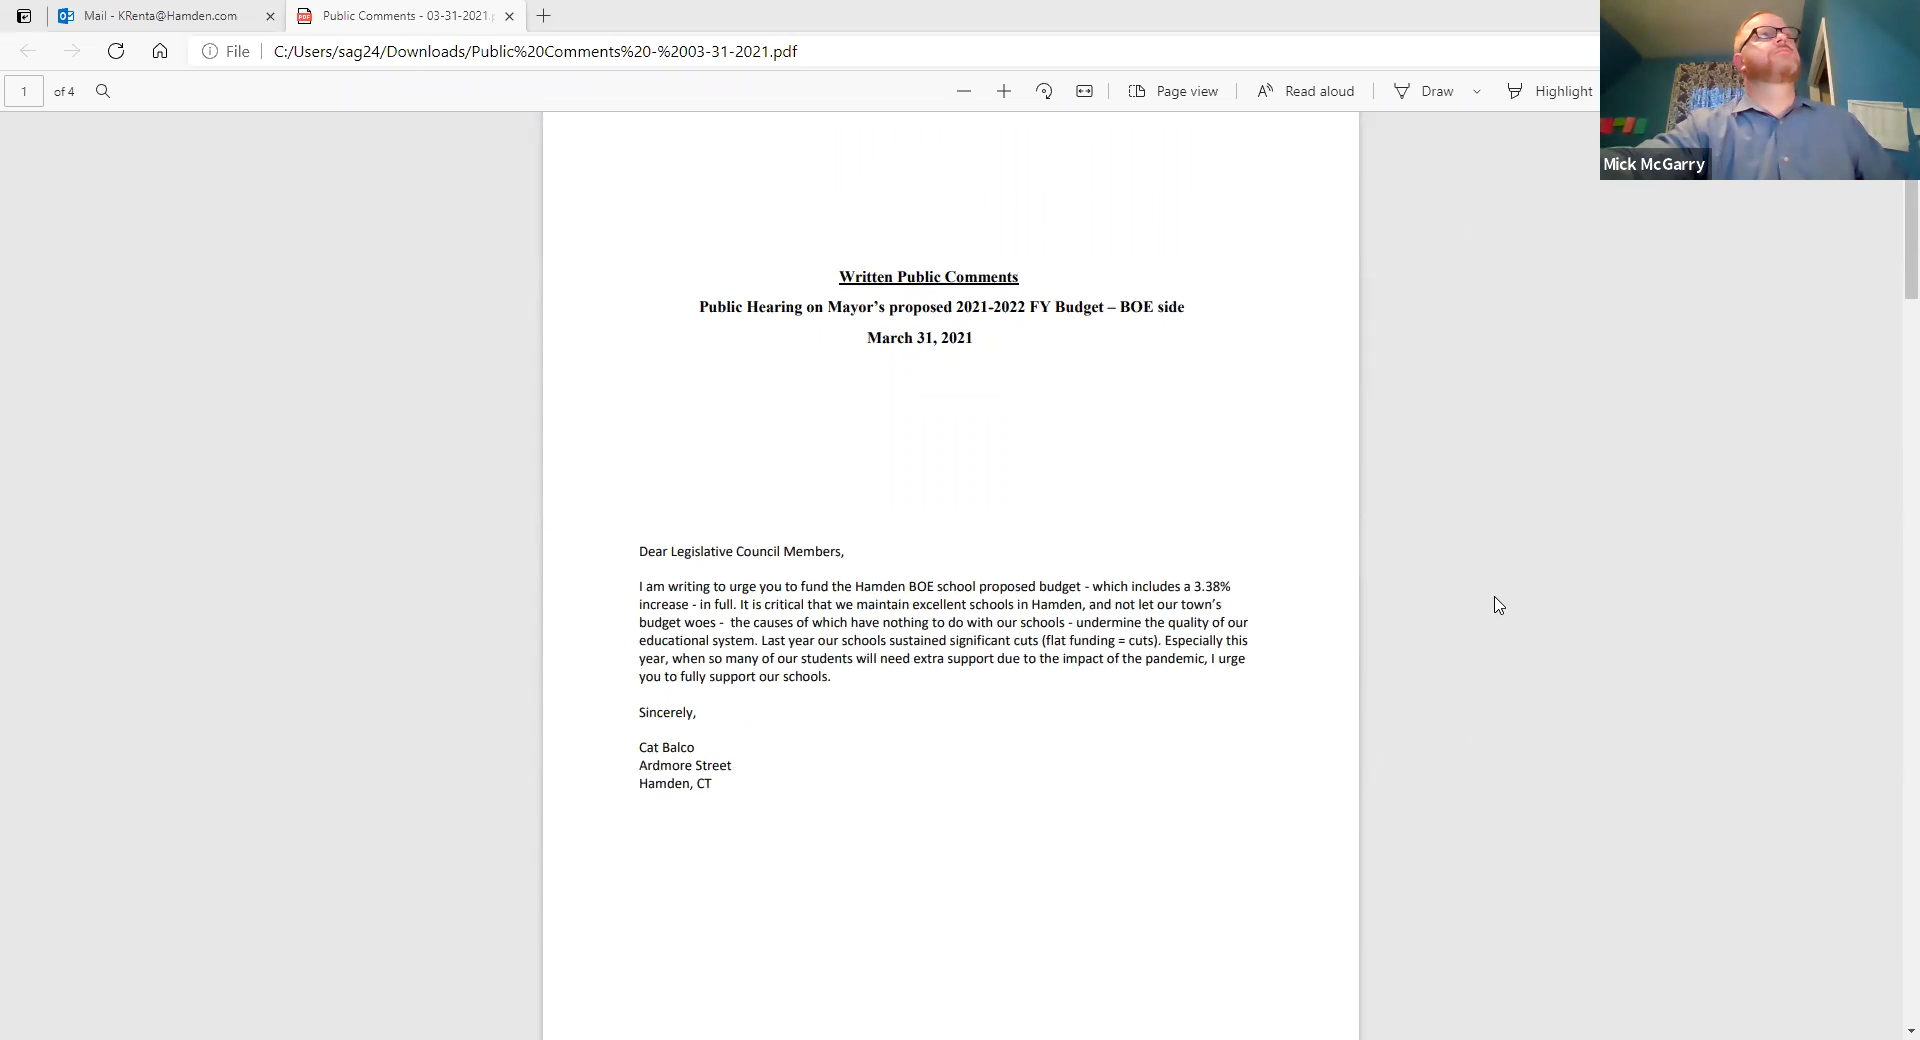 Mail - KRenta@Hamden.com
Public Comments - 03-31-2021.p
File
C:/Users/sag24/Downloads/Public%20Comments%20-%2003-31-2021.pdf
1 of 4
Page view
Read aloud
Draw
Highlight
Mick McGarry
Written Public Comments
Public Hearing on Mayor’s proposed 2021-2022 FY Budget – BOE side
March 31, 2021
Dear Legislative Council Members,
I am writing to urge you to fund the Hamden BOE school proposed budget - which includes a 3.38%
increase - in full. It is critical that we maintain excellent schools in Hamden, and not let our town’s
budget woes -  the causes of which have nothing to do with our schools - undermine the quality of our
educational system. Last year our schools sustained significant cuts (flat funding = cuts). Especially this
year, when so many of our students will need extra support due to the impact of the pandemic, I urge
you to fully support our schools.
Sincerely,
Cat Balco
Ardmore Street
Hamden, CT